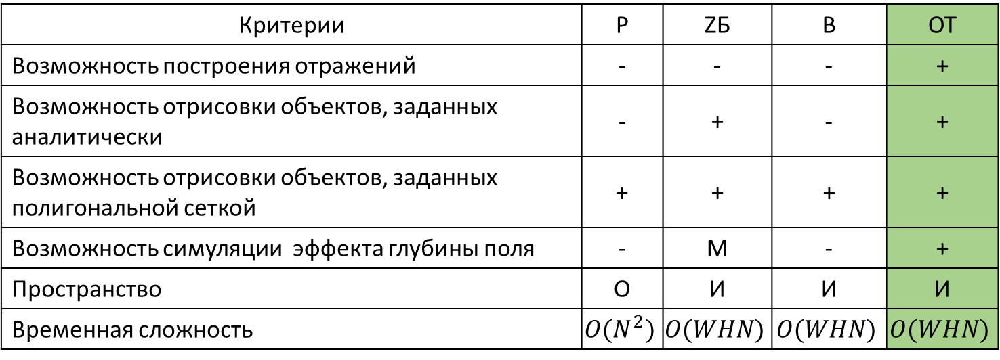 Критерии Р ZБ В ОТ
Возможность построения отражений - - - +
Возможность отрисовки объектов, заданных
аналитически - + - +
Возможность отрисовки объектов, заданных
полигональной сеткой + + + +
Возможность симуляции эффекта глубины поля - М - +
Пространство О И И И
Временная сложность O(N²) O(WHN) O(WHN) O(WHN)